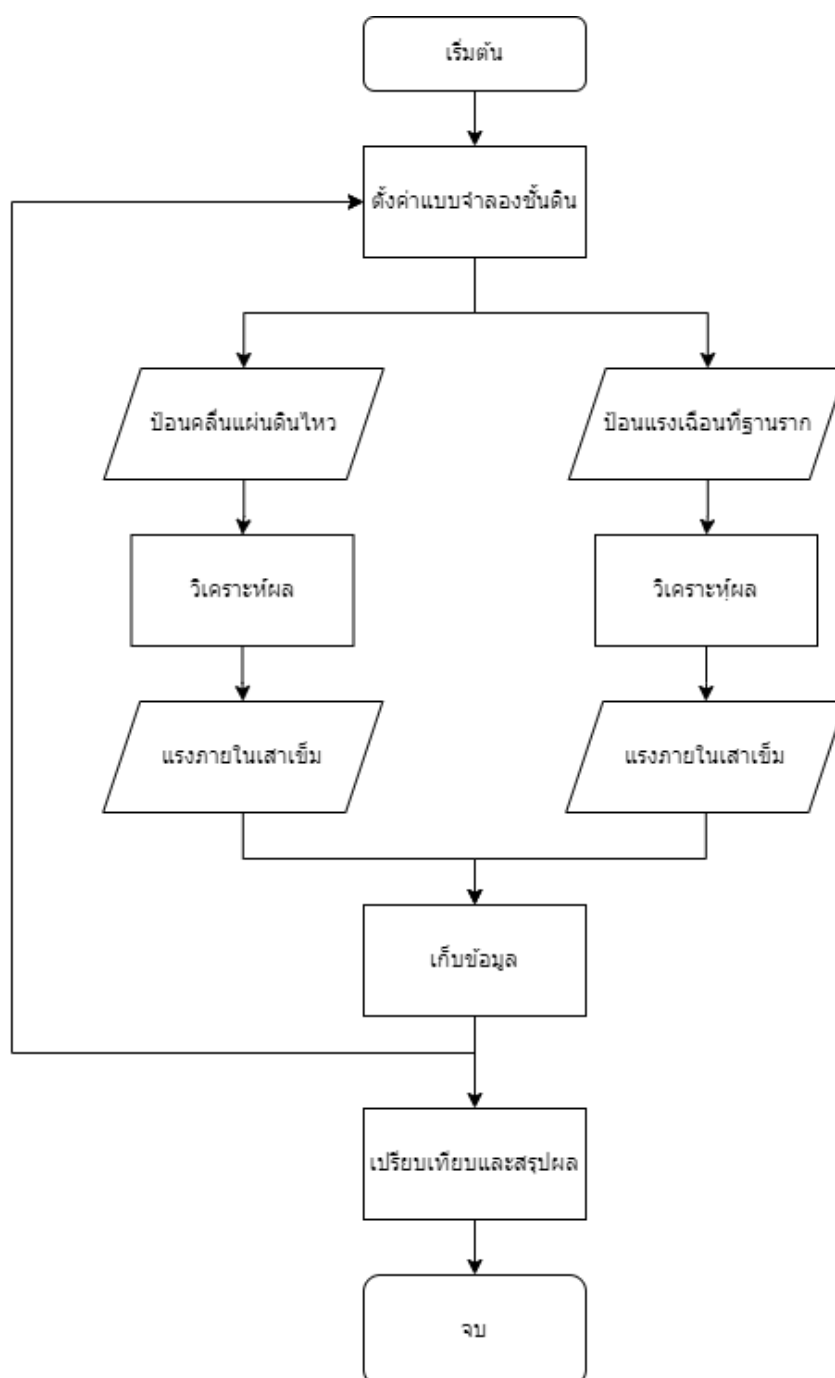 เริ่มต้น
ตั้งค่าแบบจำลองชั้นดิน
ป้อนคลื่นแผ่นดินไหว
ป้อนแรงเฉือนที่ฐานราก
วิเคราะห์ผล
วิเคราะห์ผล
แรงภายในเสาเข็ม
แรงภายในเสาเข็ม
เก็บข้อมูล
เปรียบเทียบและสรุปผล
จบ